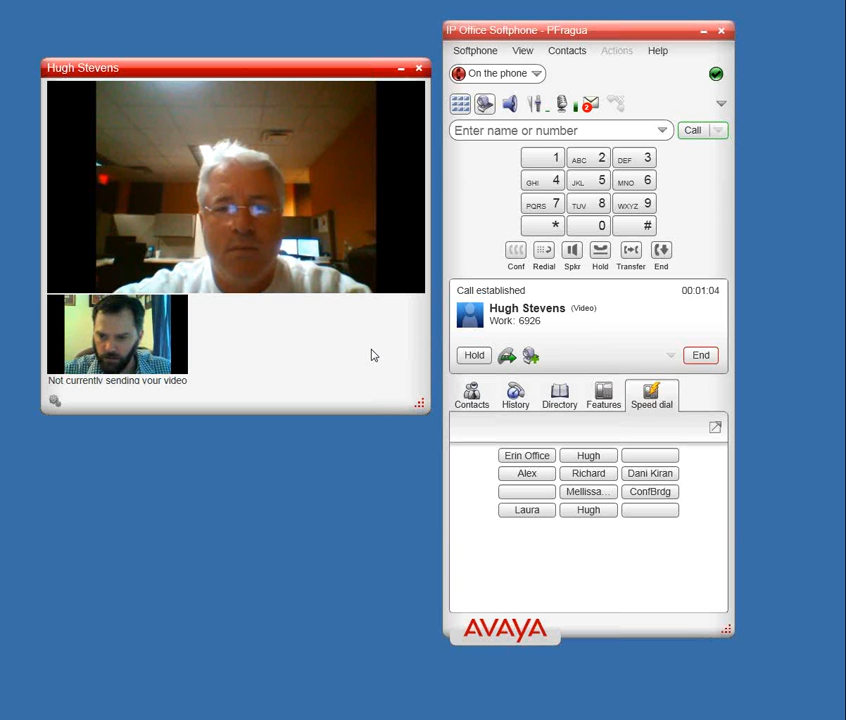 Hugh Stevens
Not currently sending your video
IP Office Softphone - PFragua
Softphone View Contacts Actions Help
On the phone
2
Enter name or number
Call
1 ABC 2 DEF 3
GHI 4 JKL 5 MNO 6
PQRS 7 TUV 8 WXYZ 9
* 0 #
Conf Redial Spkr Hold Transfer End
Call established 00:01:04
Hugh Stevens (Video)
Work: 6926
Hold End
Contacts History Directory Features Speed dial
Erin Office Hugh
Alex Richard Dani Kiran
Mellissa... ConfBrdg
Laura Hugh
AVAYA